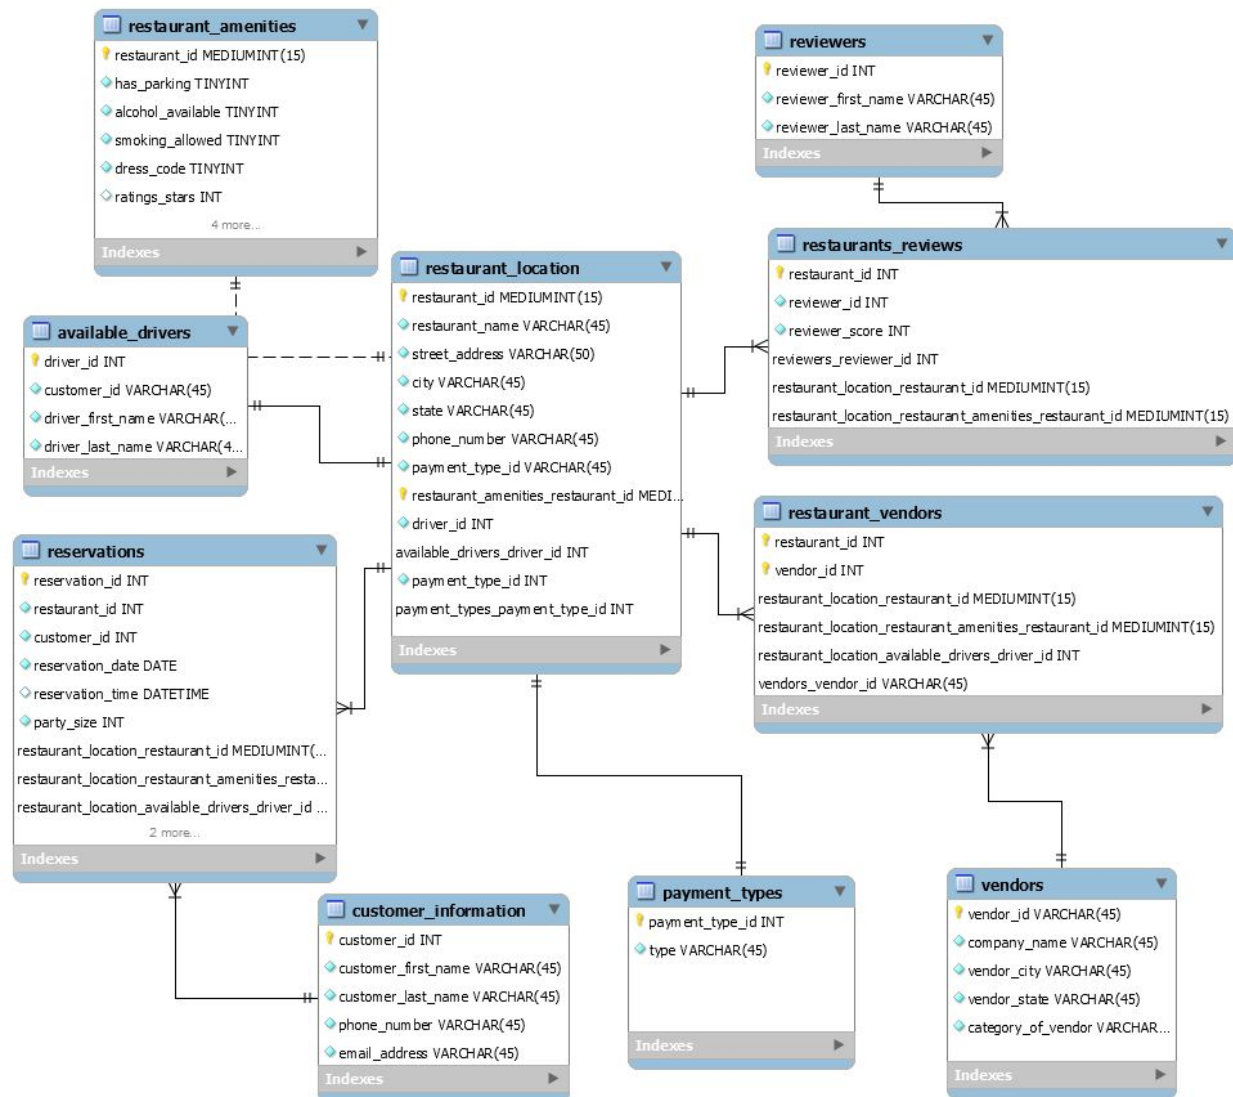 restaurant_amenities
restaurant_id MEDIUMINT(15)
has_parking TINYINT
alcohol_available TINYINT
smoking_allowed TINYINT
dress_code TINYINT
ratings_stars INT
4 more...
Indexes
reviewers
reviewer_id INT
reviewer_first_name VARCHAR(45)
reviewer_last_name VARCHAR(45)
Indexes
available_drivers
driver_id INT
customer_id VARCHAR(45)
driver_first_name VARCHAR(...
driver_last_name VARCHAR(4...
Indexes
restaurant_location
restaurant_id MEDIUMINT(15)
restaurant_name VARCHAR(45)
street_address VARCHAR(50)
city VARCHAR(45)
state VARCHAR(45)
phone_number VARCHAR(45)
payment_type_id VARCHAR(45)
restaurant_amenities_restaurant_id MEDI...
driver_id INT
available_drivers_driver_id INT
payment_type_id INT
payment_types_payment_type_id INT
Indexes
restaurants_reviews
restaurant_id INT
reviewer_id INT
reviewer_score INT
reviewers_reviewer_id INT
restaurant_location_restaurant_id MEDIUMINT(15)
restaurant_location_restaurant_amenities_restaurant_id MEDIUMINT(15)
Indexes
reservations
reservation_id INT
restaurant_id INT
customer_id INT
reservation_date DATE
reservation_time DATETIME
party_size INT
restaurant_location_restaurant_id MEDIUMINT(...
restaurant_location_restaurant_amenities_resta...
restaurant_location_available_drivers_driver_id ...
2 more...
Indexes
restaurant_vendors
restaurant_id INT
vendor_id INT
restaurant_location_restaurant_id MEDIUMINT(15)
restaurant_location_restaurant_amenities_restaurant_id MEDIUMINT(15)
restaurant_location_available_drivers_driver_id INT
vendors_vendor_id VARCHAR(45)
Indexes
customer_information
customer_id INT
customer_first_name VARCHAR(45)
customer_last_name VARCHAR(45)
phone_number VARCHAR(45)
email_address VARCHAR(45)
Indexes
payment_types
payment_type_id INT
type VARCHAR(45)
Indexes
vendors
vendor_id VARCHAR(45)
company_name VARCHAR(45)
vendor_city VARCHAR(45)
vendor_state VARCHAR(45)
category_of_vendor VARCHAR...
Indexes